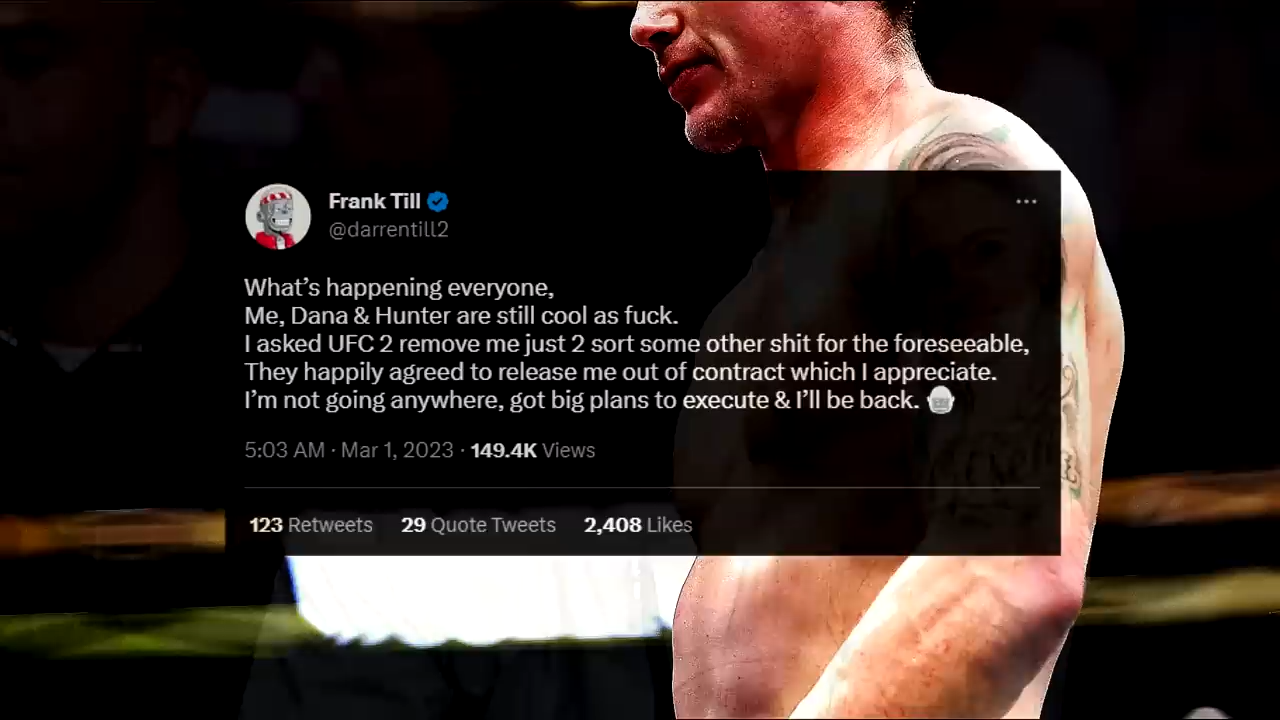 Frank Till
@darrentill2
What’s happening everyone,
Me, Dana & Hunter are still cool as fuck.
I asked UFC 2 remove me just 2 sort some other shit for the foreseeable,
They happily agreed to release me out of contract which I appreciate.
I’m not going anywhere, got big plans to execute & I’ll be back.
5:03 AM · Mar 1, 2023 · 149.4K Views
123 Retweets 29 Quote Tweets 2,408 Likes